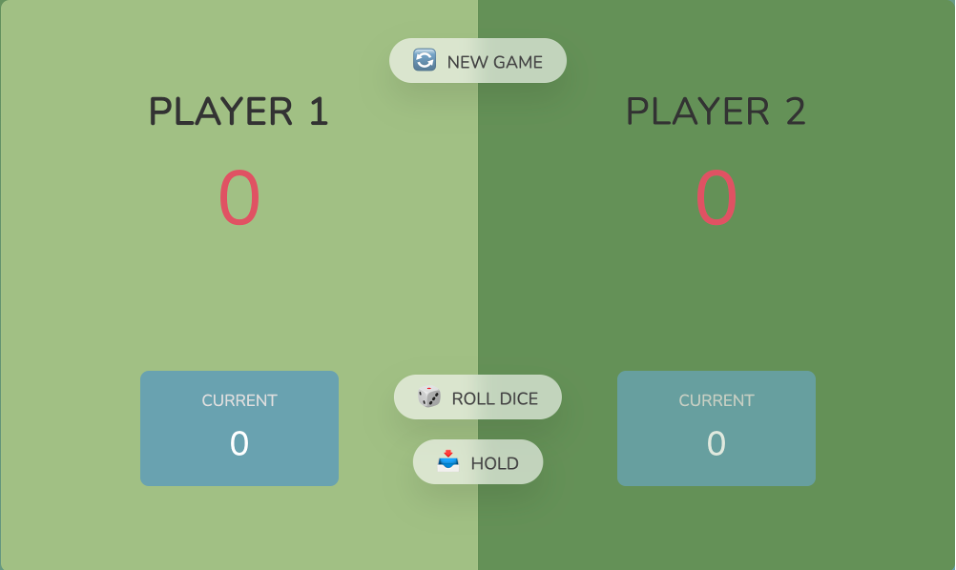 NEW GAME
PLAYER 1
0
PLAYER 2
0
CURRENT
0
ROLL DICE
HOLD
CURRENT
0